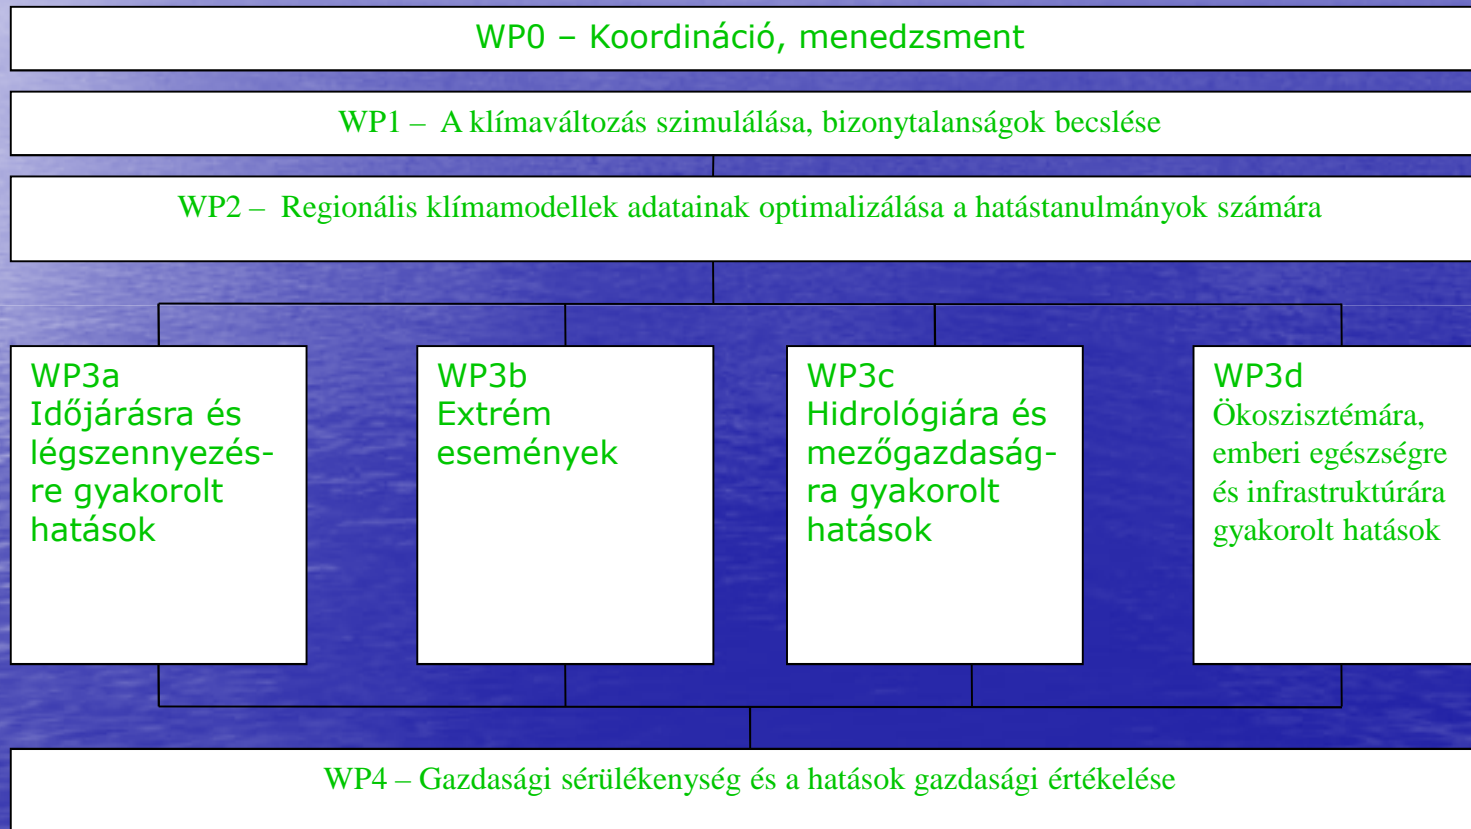 WP0 – Koordináció, menedzsment
WP1 – A klímaváltozás szimulálása, bizonytalanságok becslése
WP2 – Regionális klímamodellek adatainak optimalizálása a hatástanulmányok számára
WP3a
Időjárásra és
légszennyezés-
re gyakorolt
hatások
WP3b
Extrém
események
WP3c
Hidrológiára és
mezőgazdaság-
ra gyakorolt
hatások
WP3d
Ökoszisztémára,
emberi egészségre
és infrastruktúrára
gyakorolt hatások
WP4 – Gazdasági sérülékenység és a hatások gazdasági értékelése